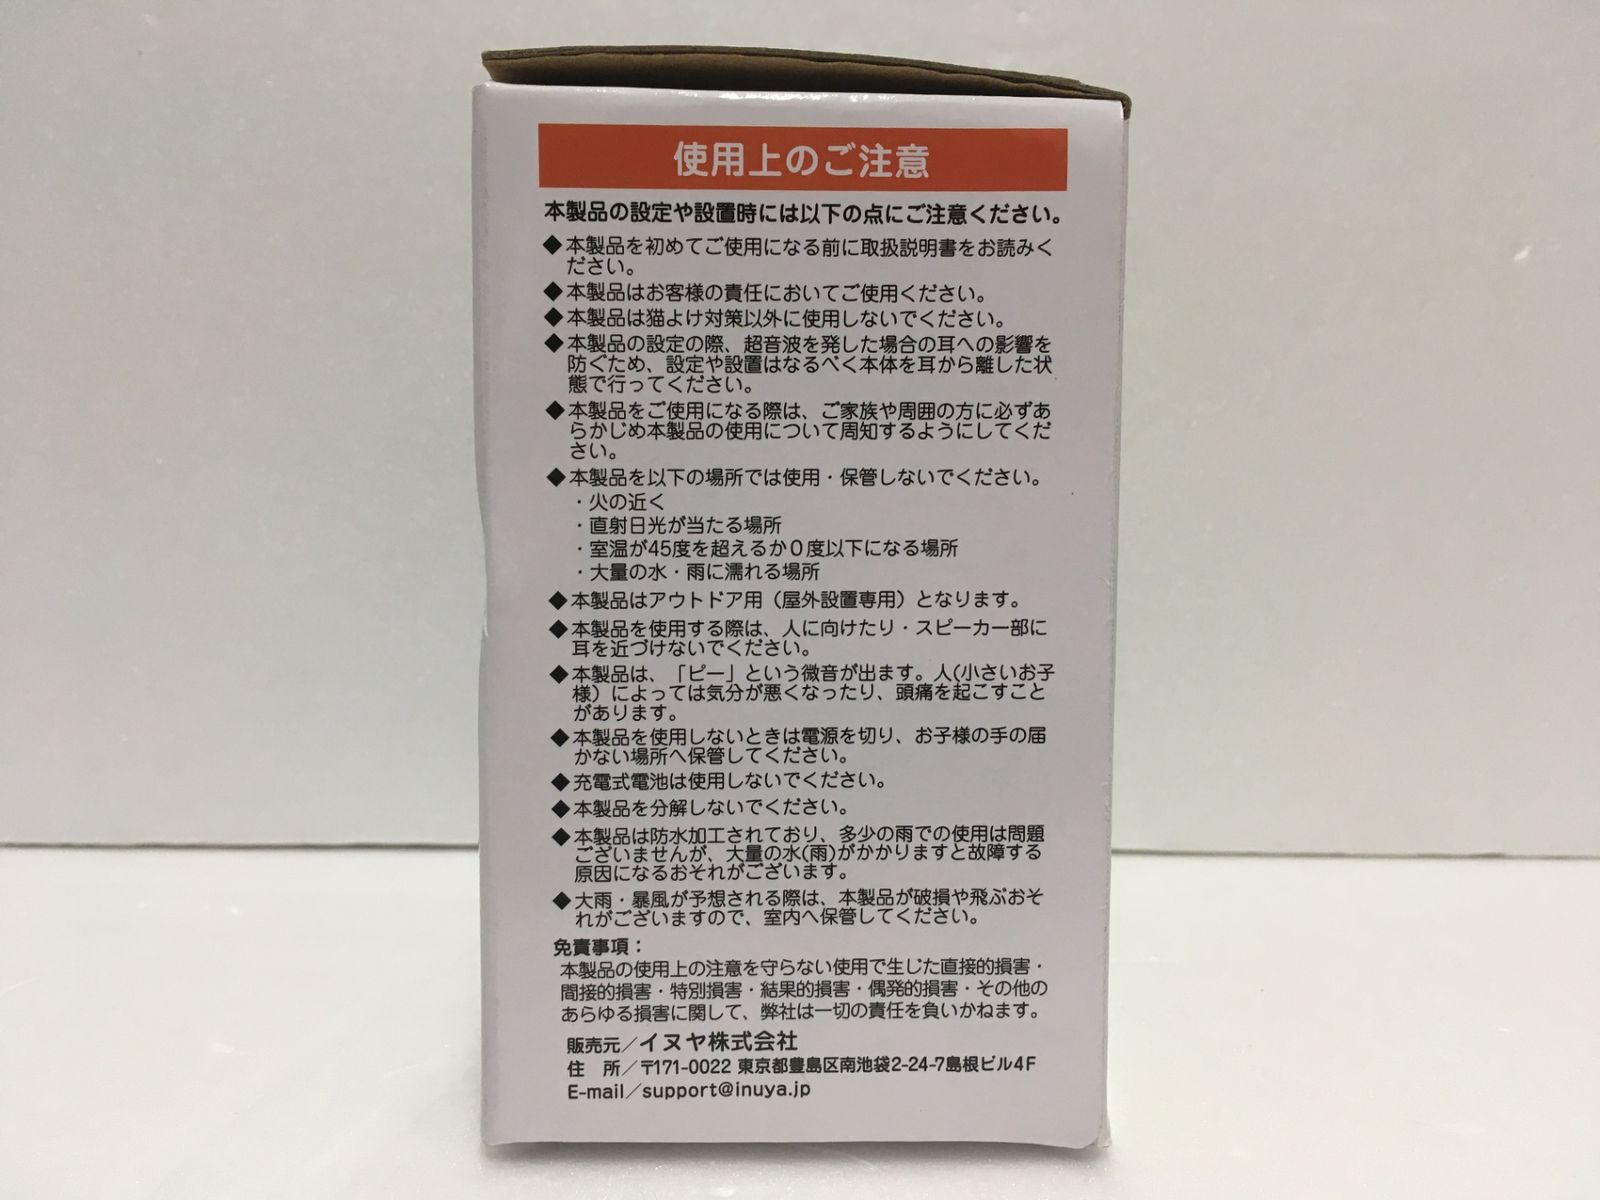 使用上のご注意
本製品の設定や設置時には以下の点にご注意ください。
◆本製品を初めてご使用になる前に取扱説明書をお読みく
ださい。
◆本製品はお客様の責任においてご使用ください。
◆本製品は猫よけ対策以外に使用しないでください。
◆本製品の設定の際、超音波を発した場合の耳への影響を
防ぐため、設定や設置はなるべく本体を耳から離した状
態で行ってください。
◆本製品をご使用になる際は、ご家族や周囲の方に必ずあ
らかじめ本製品の使用について周知するようにしてくだ
さい。
◆本製品を以下の場所では使用・保管しないでください。
・火の近く
・直射日光が当たる場所
・室温が45度を超えるか0度以下になる場所
・大量の水・雨に濡れる場所
◆本製品はアウトドア用（屋外設置専用）となります。
◆本製品を使用する際は、人に向けたり・スピーカー部に
耳を近づけないでください。
◆本製品は、「ピー」という微音が出ます。人(小さいお子
様）によっては気分が悪くなったり、頭痛を起こすこと
があります。
◆本製品を使用しないときは電源を切り、お子様の手の届
かない場所へ保管してください。
◆充電式電池は使用しないでください。
◆本製品を分解しないでください。
◆本製品は防水加工されており、多少の雨での使用は問題
ございませんが、大量の水(雨)がかかりますと故障する
原因になるおそれがございます。
◆大雨・暴風が予想される際は、本製品が破損や飛ぶおそ
れがございますので、室内へ保管してください。
免責事項：
本製品の使用上の注意を守らない使用で生じた直接的損害・
間接的損害・特別損害・結果的損害・偶発的損害・その他の
あらゆる損害に関して、弊社は一切の責任を負いかねます。
販売元／イヌヤ株式会社
住　所／〒171-0022 東京都豊島区南池袋2-24-7島根ビル4F
E-mail／support@inuya.jp